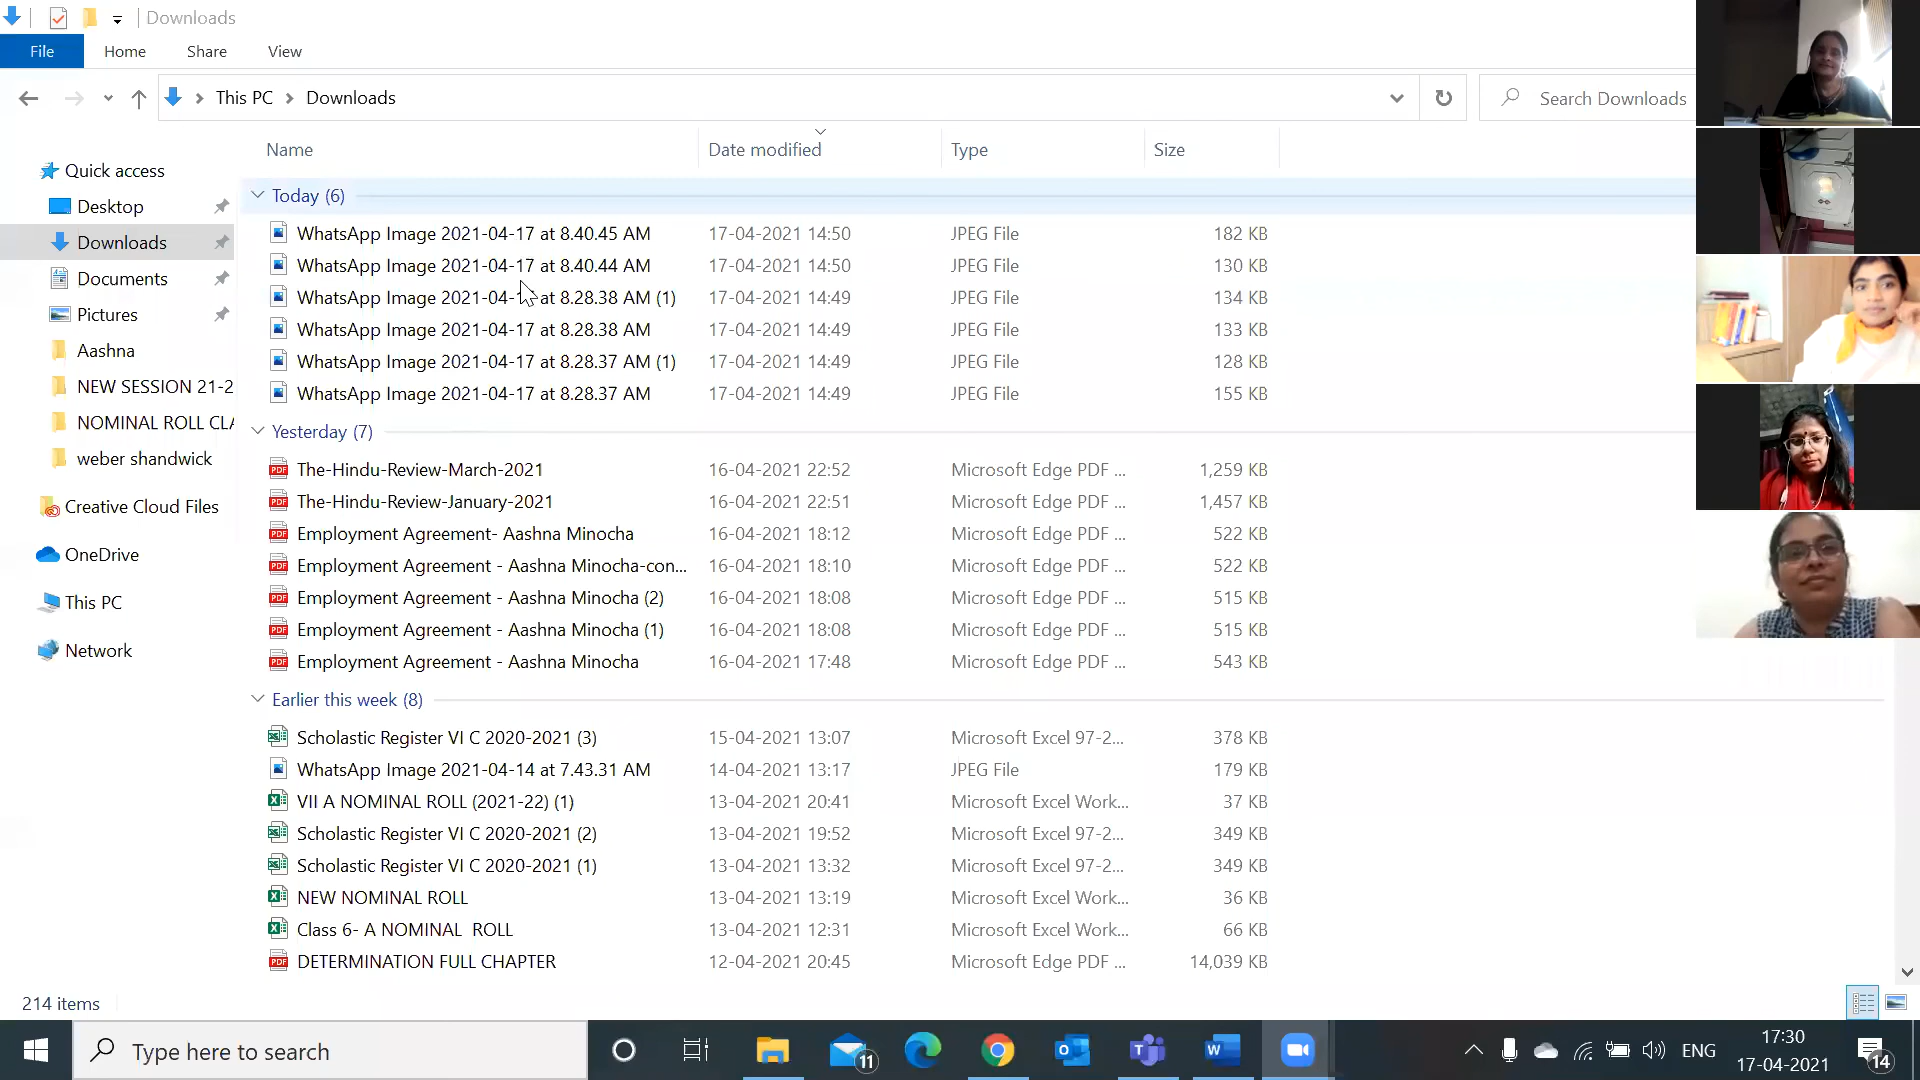 Downloads
File Home Share View
This PC Downloads
Search Downloads
Name Date modified Type Size
Quick access
Desktop
Downloads
Documents
Pictures
Aashna
NEW SESSION 21-2
NOMINAL ROLL CLA
weber shandwick
Creative Cloud Files
OneDrive
This PC
Network
Today (6)
WhatsApp Image 2021-04-17 at 8.40.45 AM 17-04-2021 14:50 JPEG File 182 KB
WhatsApp Image 2021-04-17 at 8.40.44 AM 17-04-2021 14:50 JPEG File 130 KB
WhatsApp Image 2021-04-17 at 8.28.38 AM (1) 17-04-2021 14:49 JPEG File 134 KB
WhatsApp Image 2021-04-17 at 8.28.38 AM 17-04-2021 14:49 JPEG File 133 KB
WhatsApp Image 2021-04-17 at 8.28.37 AM (1) 17-04-2021 14:49 JPEG File 128 KB
WhatsApp Image 2021-04-17 at 8.28.37 AM 17-04-2021 14:49 JPEG File 155 KB
Yesterday (7)
The-Hindu-Review-March-2021 16-04-2021 22:52 Microsoft Edge PDF ... 1,259 KB
The-Hindu-Review-January-2021 16-04-2021 22:51 Microsoft Edge PDF ... 1,457 KB
Employment Agreement- Aashna Minocha 16-04-2021 18:12 Microsoft Edge PDF ... 522 KB
Employment Agreement - Aashna Minocha-con... 16-04-2021 18:10 Microsoft Edge PDF ... 522 KB
Employment Agreement - Aashna Minocha (2) 16-04-2021 18:08 Microsoft Edge PDF ... 515 KB
Employment Agreement - Aashna Minocha (1) 16-04-2021 18:08 Microsoft Edge PDF ... 515 KB
Employment Agreement - Aashna Minocha 16-04-2021 17:48 Microsoft Edge PDF ... 543 KB
Earlier this week (8)
Scholastic Register VI C 2020-2021 (3) 15-04-2021 13:07 Microsoft Excel 97-2... 378 KB
WhatsApp Image 2021-04-14 at 7.43.31 AM 14-04-2021 13:17 JPEG File 179 KB
VII A NOMINAL ROLL (2021-22) (1) 13-04-2021 20:41 Microsoft Excel Work... 37 KB
Scholastic Register VI C 2020-2021 (2) 13-04-2021 19:52 Microsoft Excel 97-2... 349 KB
Scholastic Register VI C 2020-2021 (1) 13-04-2021 13:32 Microsoft Excel 97-2... 349 KB
NEW NOMINAL ROLL 13-04-2021 13:19 Microsoft Excel Work... 36 KB
Class 6- A NOMINAL  ROLL 13-04-2021 12:31 Microsoft Excel Work... 66 KB
DETERMINATION FULL CHAPTER 12-04-2021 20:45 Microsoft Edge PDF ... 14,039 KB
214 items
Type here to search
11
ENG
17:30
17-04-2021
14